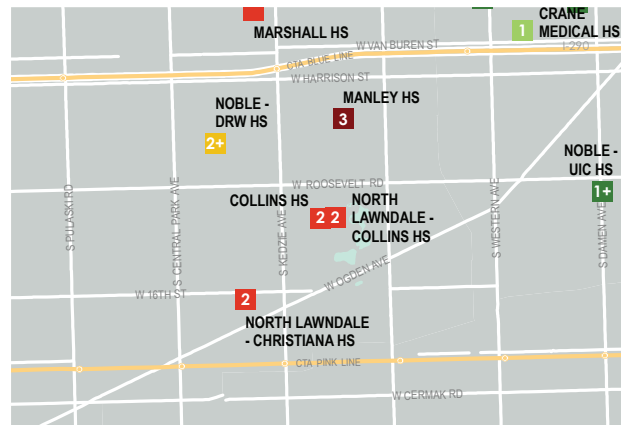 CRANE
MEDICAL HS
1
MARSHALL HS
W VAN BUREN ST
I-290
CTA BLUE LINE
W HARRISON ST
MANLEY HS
3
NOBLE -
DRW HS
2+
NOBLE -
UIC HS
1+
W ROOSEVELT RD
COLLINS HS
2 2
NORTH
LAWNDALE -
COLLINS HS
S PULASKI RD
S CENTRAL PARK AVE
S KEDZIE AVE
S WESTERN AVE
S DAMEN AVE
W OGDEN AVE
W 16TH ST
2
NORTH LAWNDALE
- CHRISTIANA HS
CTA PINK LINE
W CERMAK RD